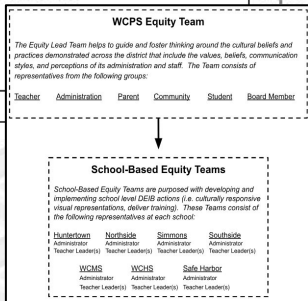 WCPS Equity Team
The Equity Lead Team helps to guide and foster thinking around the cultural beliefs and
practices demonstrated across the district that include the values, beliefs, communication
styles, and perceptions of its administration and staff. The Team consists of
representatives from the following groups:
Teacher Administration Parent Community Student Board Member
School-Based Equity Teams
School-Based Equity Teams are purposed with developing and
implementing school level DEIB actions (i.e. culturally responsive
visual representations, deliver training). These Teams consist of
the following representatives at each school:
Huntertown Northside Simmons Southside
Administrator Administrator Administrator Administrator
Teacher Leader(s) Teacher Leader(s) Teacher Leader(s) Teacher Leader(s)
WCMS WCHS Safe Harbor
Administrator Administrator Administrator
Teacher Leader(s) Teacher Leader(s) Teacher Leader(s)